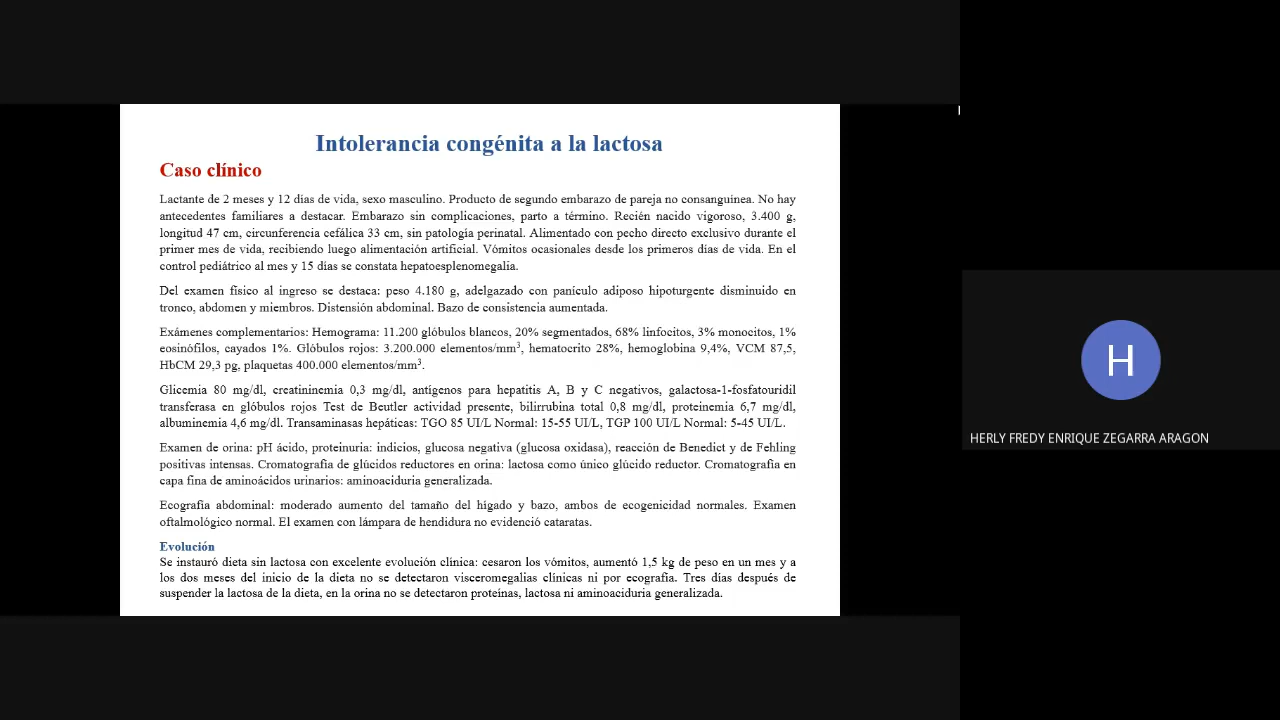 Intolerancia congénita a la lactosa
Caso clínico
Lactante de 2 meses y 12 días de vida, sexo masculino. Producto de segundo embarazo de pareja no consanguínea. No hay
antecedentes familiares a destacar. Embarazo sin complicaciones, parto a término. Recién nacido vigoroso, 3.400 g,
longitud 47 cm, circunferencia cefálica 33 cm, sin patología perinatal. Alimentado con pecho directo exclusivo durante el
primer mes de vida, recibiendo luego alimentación artificial. Vómitos ocasionales desde los primeros días de vida. En el
control pediátrico al mes y 15 días se constata hepatoesplenomegalia.
Del examen físico al ingreso se destaca: peso 4.180 g, adelgazado con panículo adiposo hipoturgente disminuido en
tronco, abdomen y miembros. Distensión abdominal. Bazo de consistencia aumentada.
Exámenes complementarios: Hemograma: 11.200 glóbulos blancos, 20% segmentados, 68% linfocitos, 3% monocitos, 1%
eosinófilos, cayados 1%. Glóbulos rojos: 3.200.000 elementos/mm³, hematocrito 28%, hemoglobina 9,4%, VCM 87,5,
HbCM 29,3 pg, plaquetas 400.000 elementos/mm³.
Glicemia 80 mg/dl, creatininemia 0,3 mg/dl, antígenos para hepatitis A, B y C negativos, galactosa-1-fosfatouridil
transferasa en glóbulos rojos Test de Beutler actividad presente, bilirrubina total 0,8 mg/dl, proteinemia 6,7 mg/dl,
albuminemia 4,6 mg/dl. Transaminasas hepáticas: TGO 85 UI/L Normal: 15-55 UI/L, TGP 100 UI/L Normal: 5-45 UI/L.
Examen de orina: pH ácido, proteinuria: indicios, glucosa negativa (glucosa oxidasa), reacción de Benedict y de Fehling
positivas intensas. Cromatografía de glúcidos reductores en orina: lactosa como único glúcido reductor. Cromatografía en
capa fina de aminoácidos urinarios: aminoaciduria generalizada.
Ecografía abdominal: moderado aumento del tamaño del hígado y bazo, ambos de ecogenicidad normales. Examen
oftalmológico normal. El examen con lámpara de hendidura no evidenció cataratas.
Evolución
Se instauró dieta sin lactosa con excelente evolución clínica: cesaron los vómitos, aumentó 1,5 kg de peso en un mes y a
los dos meses del inicio de la dieta no se detectaron visceromegalias clínicas ni por ecografía. Tres días después de
suspender la lactosa de la dieta, en la orina no se detectaron proteínas, lactosa ni aminoaciduria generalizada.
H
HERLY FREDY ENRIQUE ZEGARRA ARAGON